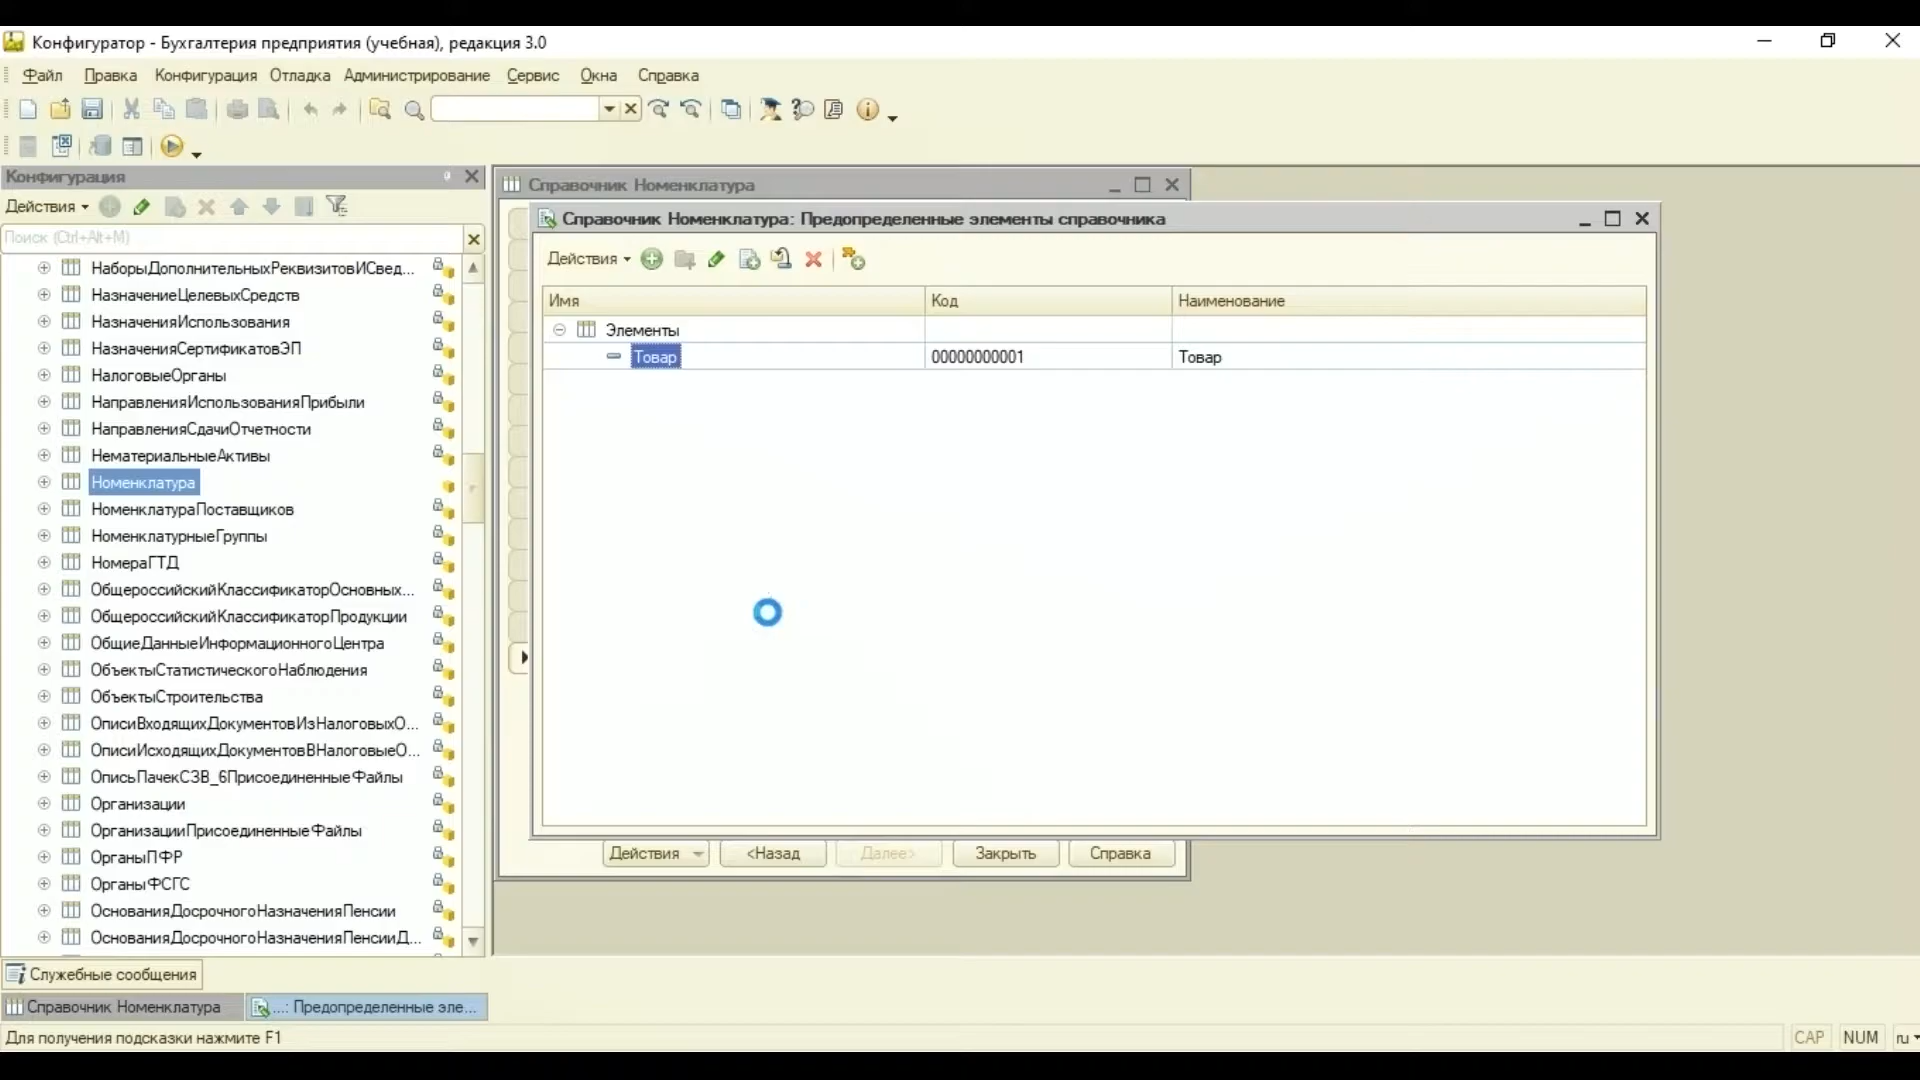 Конфигуратор - Бухгалтерия предприятия (учебная), редакция 3.0
Файл Правка Конфигурация Отладка Администрирование Сервис Окна Справка
Конфигурация
Действия
Поиск (Ctrl+Alt+M)
НаборыДополнительныхРеквизитовИСвед...
НазначениеЦелевыхСредств
НазначенияИспользования
НазначенияСертификатовЭП
НалоговыеОрганы
НаправленияИспользованияПрибыли
НаправленияСдачиОтчетности
НематериальныеАктивы
Номенклатура
НоменклатураПоставщиков
НоменклатурныеГруппы
НомераГТД
ОбщероссийскийКлассификаторОсновных...
ОбщероссийскийКлассификаторПродукции
ОбщиеДанныеИнформационногоЦентра
ОбъектыСтатистическогоНаблюдения
ОбъектыСтроительства
ОписиВходящихДокументовИзНалоговыхО...
ОписиИсходящихДокументовВНалоговыеО...
ОписьПачекСЗВ_6ПрисоединенныеФайлы
Организации
ОрганизацииПрисоединенныеФайлы
ОрганыПФР
ОрганыФСГС
ОснованияДосрочногоНазначенияПенсии
ОснованияДосрочногоНазначенияПенсииД...
Справочник Номенклатура
Справочник Номенклатура: Предопределенные элементы справочника
Действия
Имя Код Наименование
Элементы
Товар 00000000001 Товар
Действия <Назад Далее> Закрыть Справка
Служебные сообщения
Справочник Номенклатура ...: Предопределенные эле...
Для получения подсказки нажмите F1 CAP NUM ru